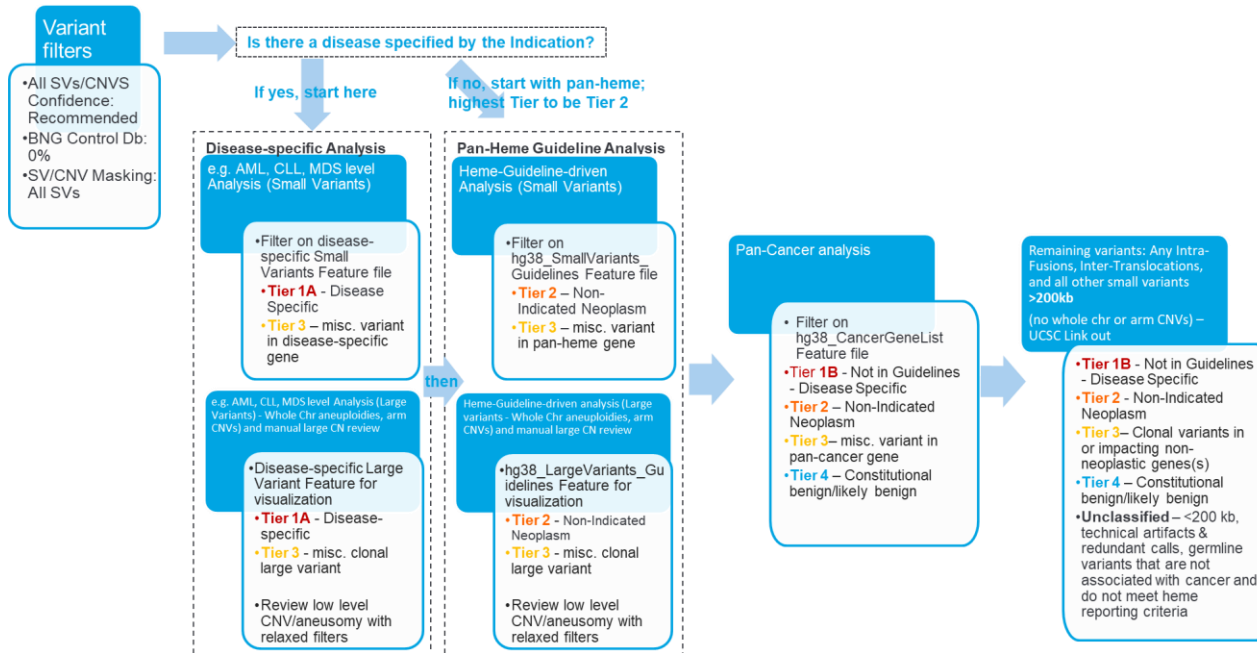 Variant
filters
•All SVs/CNVS
Confidence:
Recommended
•BNG Control Db:
0%
•SV/CNV Masking:
All SVs
Is there a disease specified by the Indication?
If yes, start here
If no, start with pan-heme;
highest Tier to be Tier 2
Disease-specific Analysis
e.g. AML, CLL, MDS level
Analysis (Small Variants)
•Filter on disease-
specific Small
Variants Feature file
•Tier 1A - Disease
Specific
•Tier 3 – misc. variant
in disease-specific gene
e.g. AML, CLL, MDS level Analysis (Large
Variants) - Whole Chr aneuploidies, arm
CNVs) and manual large CN review
•Disease-specific Large
Variant Feature for
visualization
•Tier 1A - Disease-
specific
•Tier 3 - misc. clonal
large variant
•Review low level
CNV/aneusomy with
relaxed filters
then
Pan-Heme Guideline Analysis
Heme-Guideline-driven
Analysis (Small Variants)
•Filter on
hg38_SmallVariants_
Guidelines Feature file
•Tier 2 – Non-
Indicated Neoplasm
•Tier 3 – misc. variant
in pan-heme gene
Heme-Guideline-driven analysis (Large
variants - Whole Chr aneuploidies, arm
CNVs) and manual large CN review
•hg38_LargeVariants_Gu
idelines Feature for
visualization
•Tier 2 - Non-Indicated
Neoplasm
•Tier 3 - misc. clonal
large variant
•Review low level
CNV/aneusomy with
relaxed filters
Pan-Cancer analysis
• Filter on
hg38_CancerGeneList
Feature file
•Tier 1B - Not in Guidelines
- Disease Specific
•Tier 2 – Non-Indicated
Neoplasm
•Tier 3 – misc. variant in
pan-cancer gene
•Tier 4 – Constitutional
benign/likely benign
Remaining variants: Any Intra-
Fusions, Inter-Translocations,
and all other small variants
>200kb
(no whole chr or arm CNVs) –
UCSC Link out
•Tier 1B - Not in Guidelines
- Disease Specific
•Tier 2 – Non-Indicated
Neoplasm
•Tier 3– Clonal variants in
or impacting non-
neoplastic genes(s)
•Tier 4 – Constitutional
benign/likely benign
•Unclassified – <200 kb,
technical artifacts &
redundant calls, germline
variants that are not
associated with cancer and
do not meet heme
reporting criteria